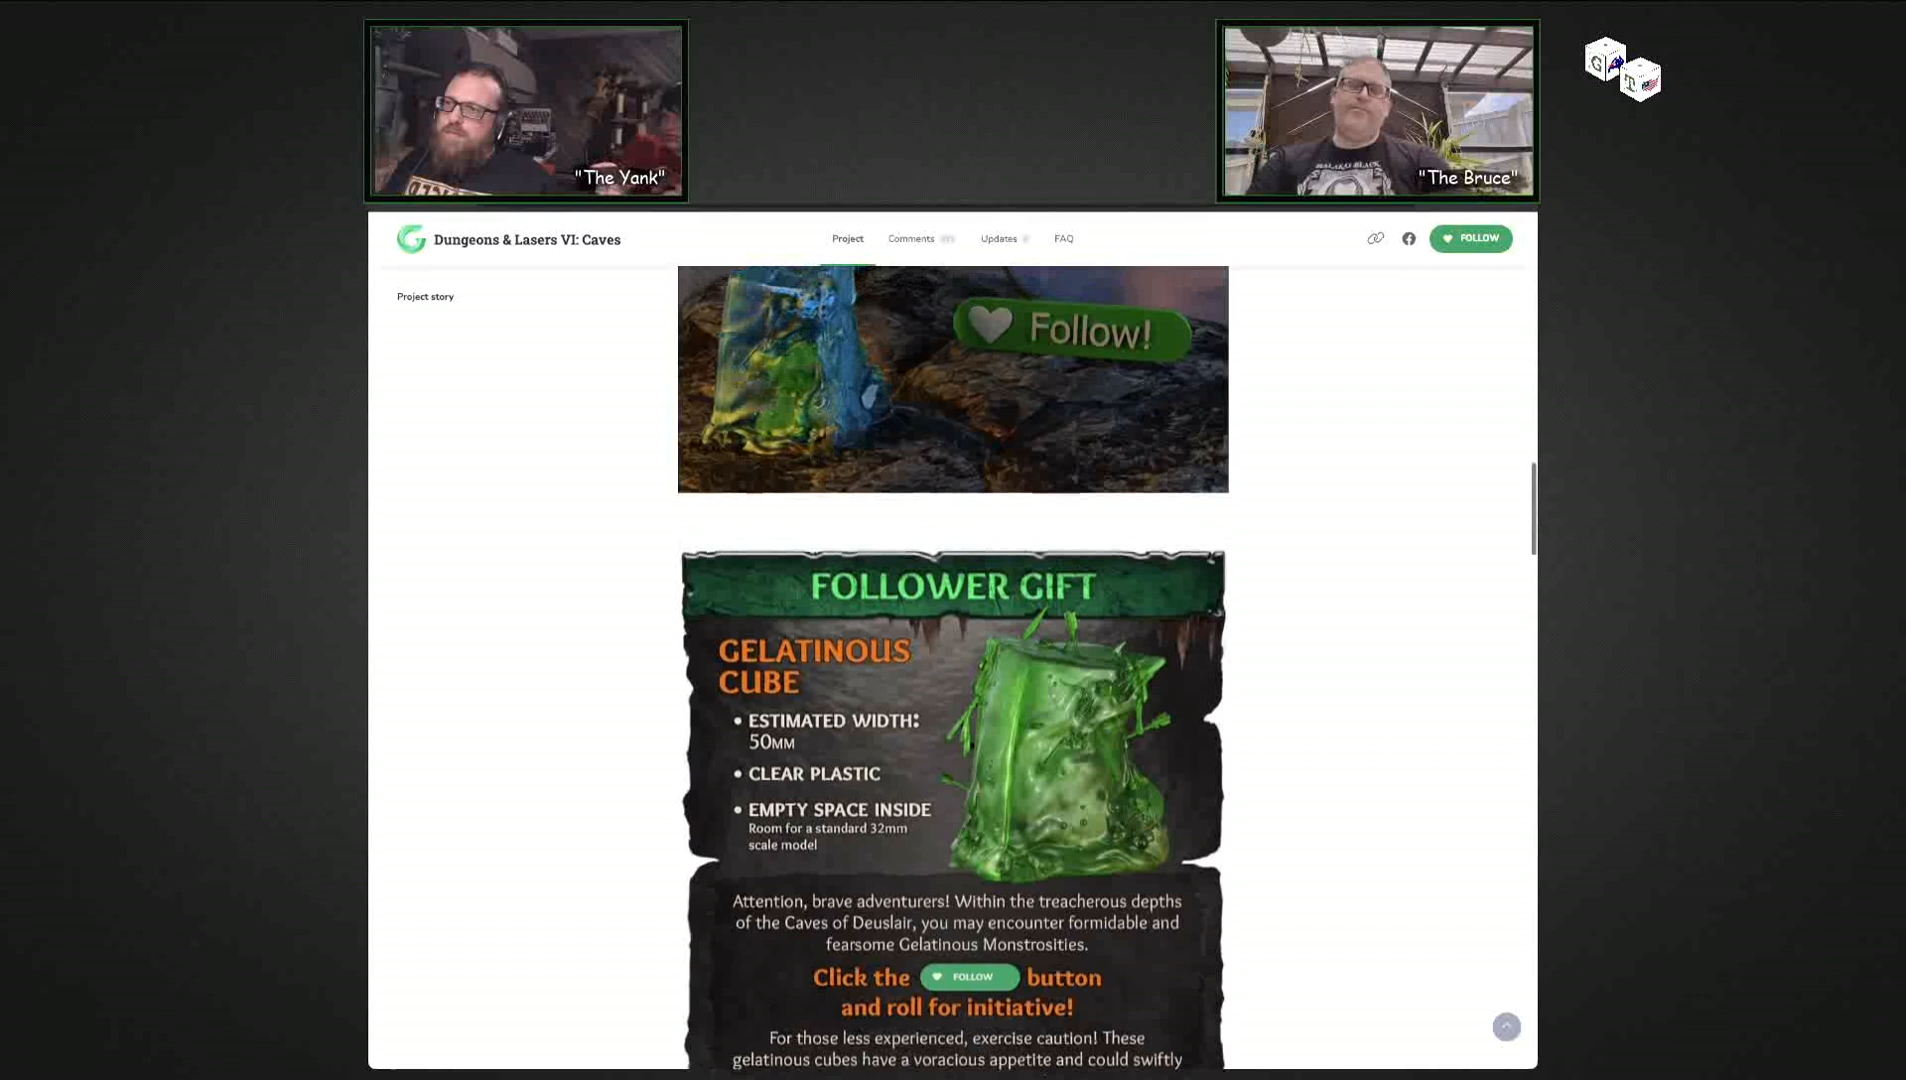 "The Yank"
"The Bruce"
G
T
Dungeons & Lasers VI: Caves
Project
Comments
Updates
FAQ
FOLLOW
Project story
Follow!
FOLLOWER GIFT
GELATINOUS
CUBE
• ESTIMATED WIDTH:
50MM
• CLEAR PLASTIC
• EMPTY SPACE INSIDE
Room for a standard 32mm
scale model
Attention, brave adventurers! Within the treacherous depths
of the Caves of Deuslair, you may encounter formidable and
fearsome Gelatinous Monstrosities.
Click the FOLLOW button
and roll for initiative!
For those less experienced, exercise caution! These
gelatinous cubes have a voracious appetite and could swiftly